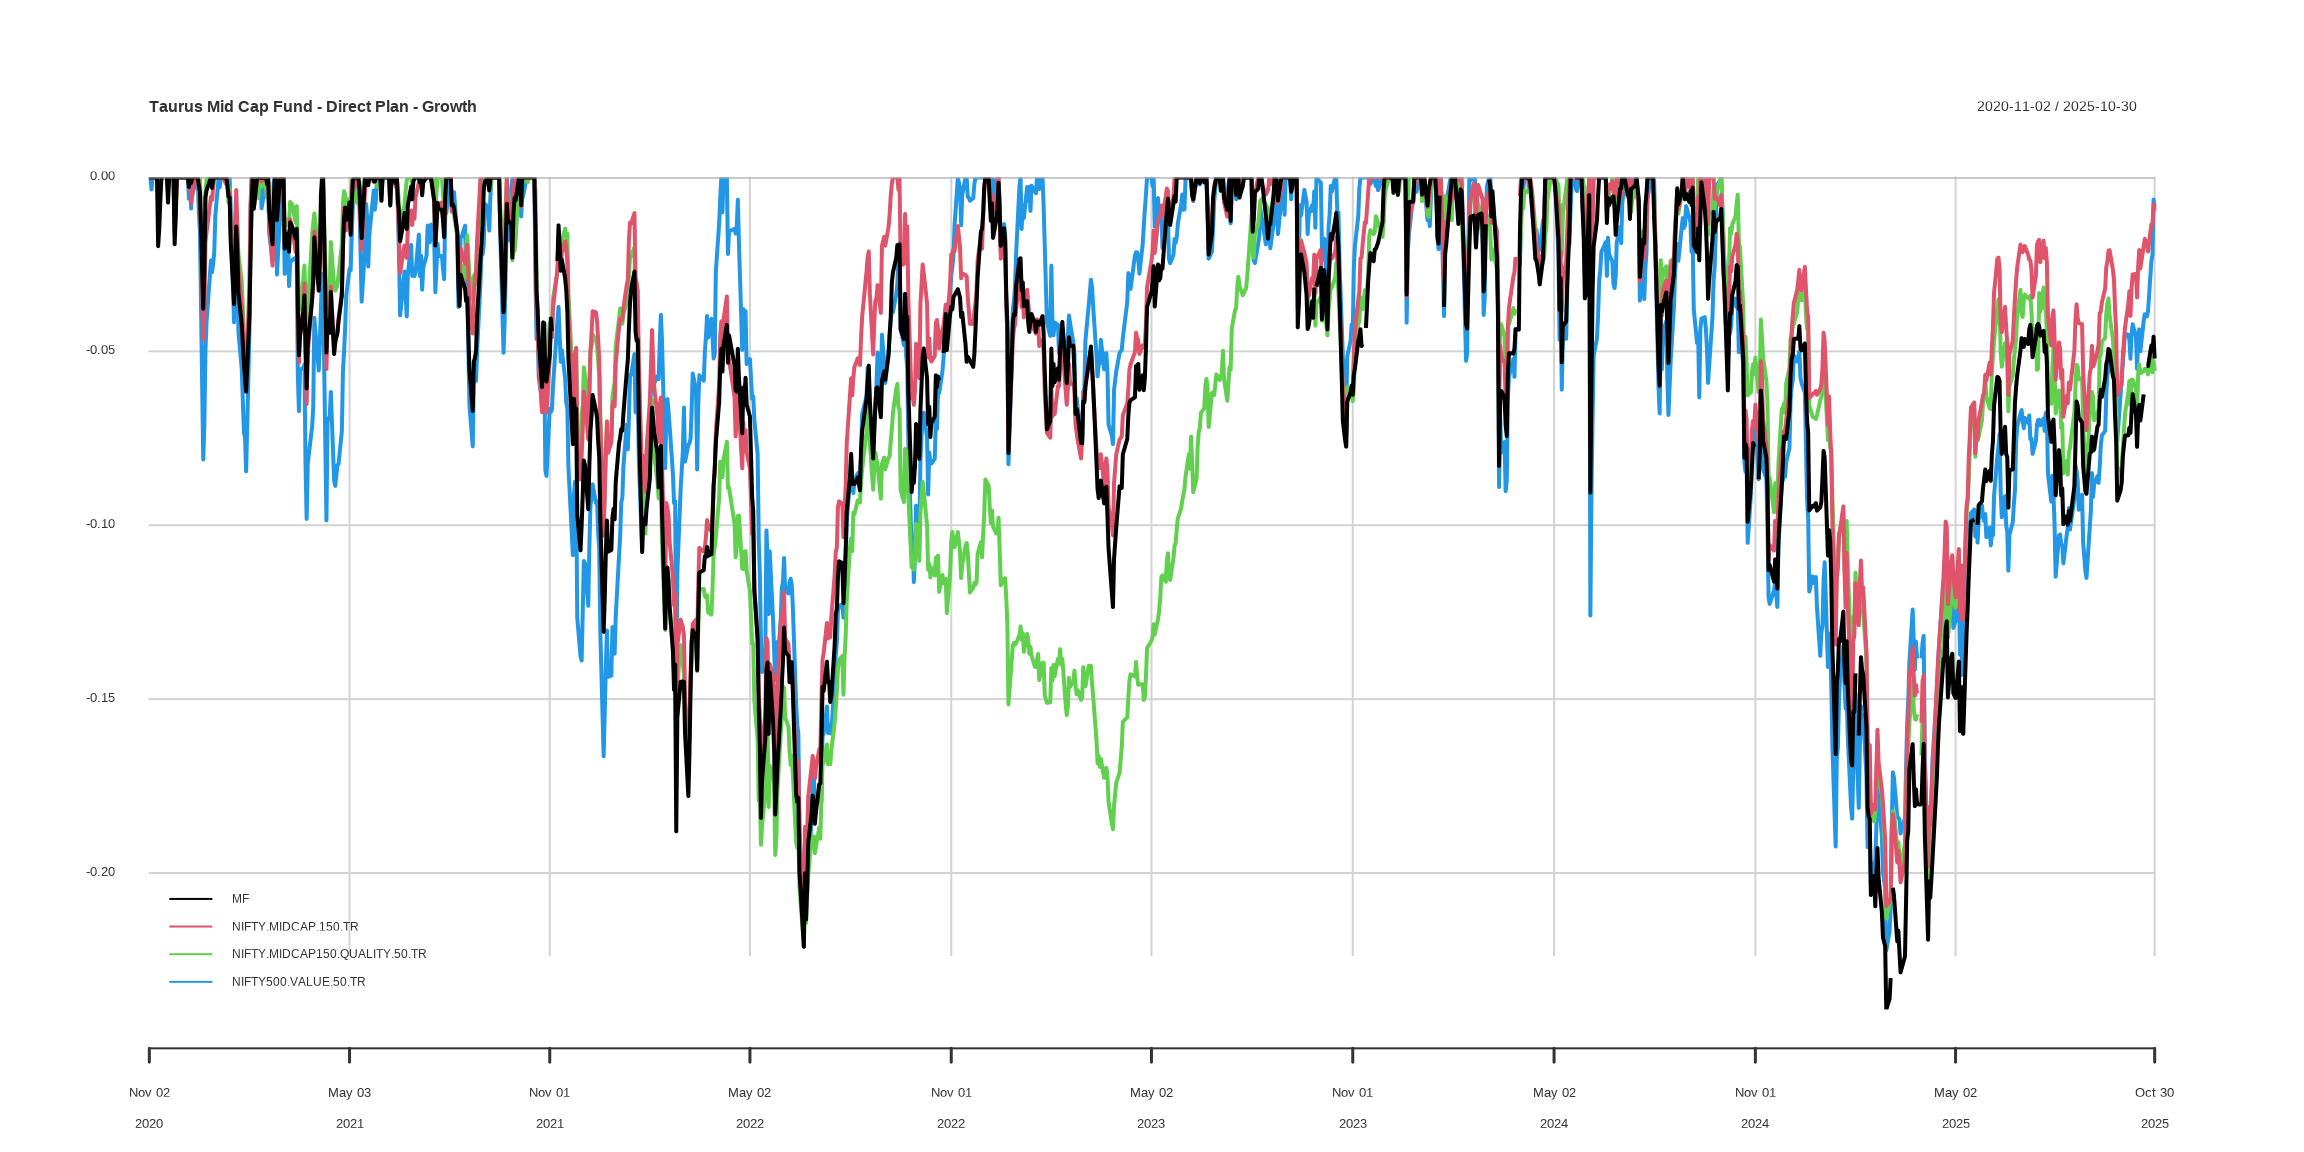 Taurus Mid Cap Fund - Direct Plan - Growth
2020-11-02 / 2025-10-30
0.00
-0.05
-0.10
-0.15
-0.20
MF
NIFTY.MIDCAP.150.TR
NIFTY.MIDCAP150.QUALITY.50.TR
NIFTY500.VALUE.50.TR
Nov 02 May 03 Nov 01 May 02 Nov 01 May 02 Nov 01 May 02 Nov 01 May 02 Oct 30
2020 2021 2021 2022 2022 2023 2023 2024 2024 2025 2025